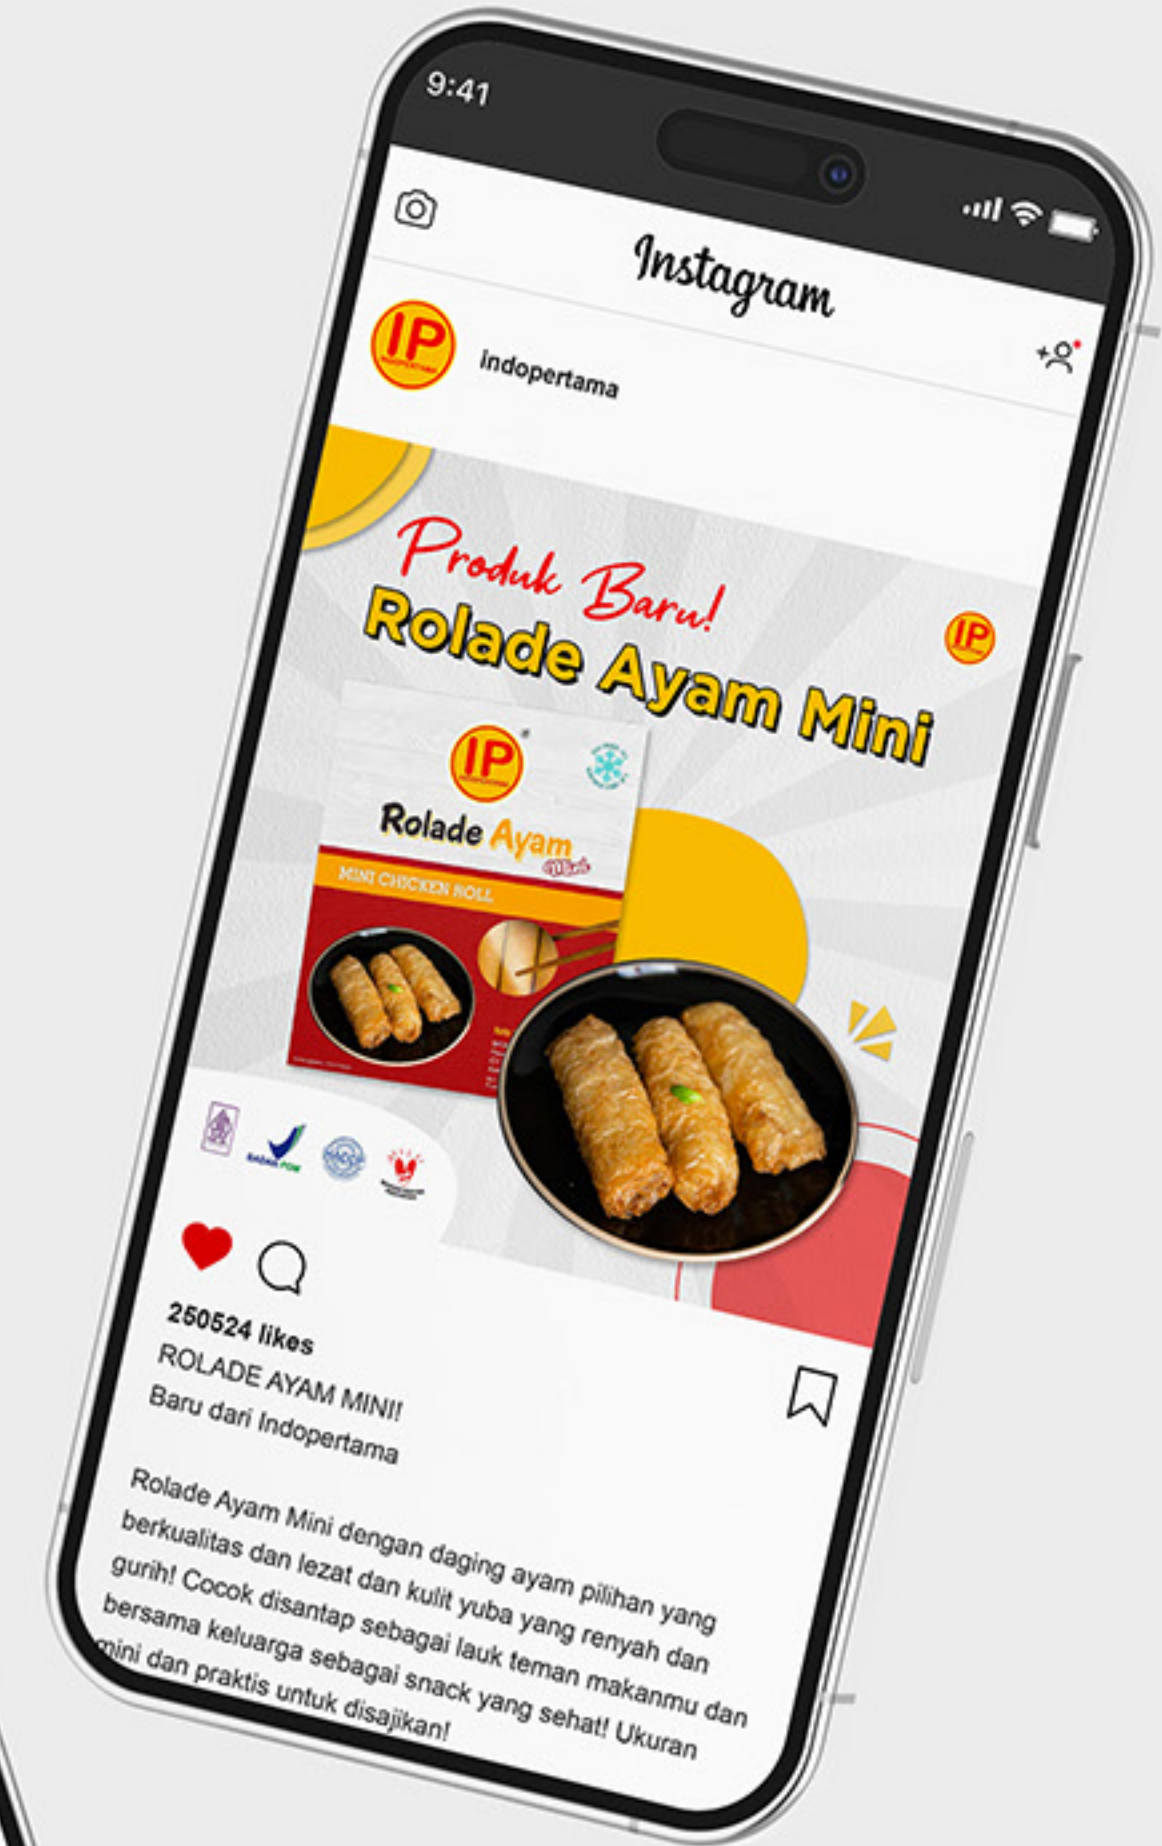 9:41
Instagram
IP
indopertama
Produk Baru!
Rolade Ayam Mini
IP
IP
Rolade Ayam
Mini
MINI CHICKEN ROLL
BADAN POM
HACCP
250524 likes
ROLADE AYAM MINI!
Baru dari Indopertama
Rolade Ayam Mini dengan daging ayam pilihan yang
berkualitas dan lezat dan kulit yuba yang renyah dan
gurih! Cocok disantap sebagai lauk teman makanmu dan
bersama keluarga sebagai snack yang sehat! Ukuran
mini dan praktis untuk disajikan!